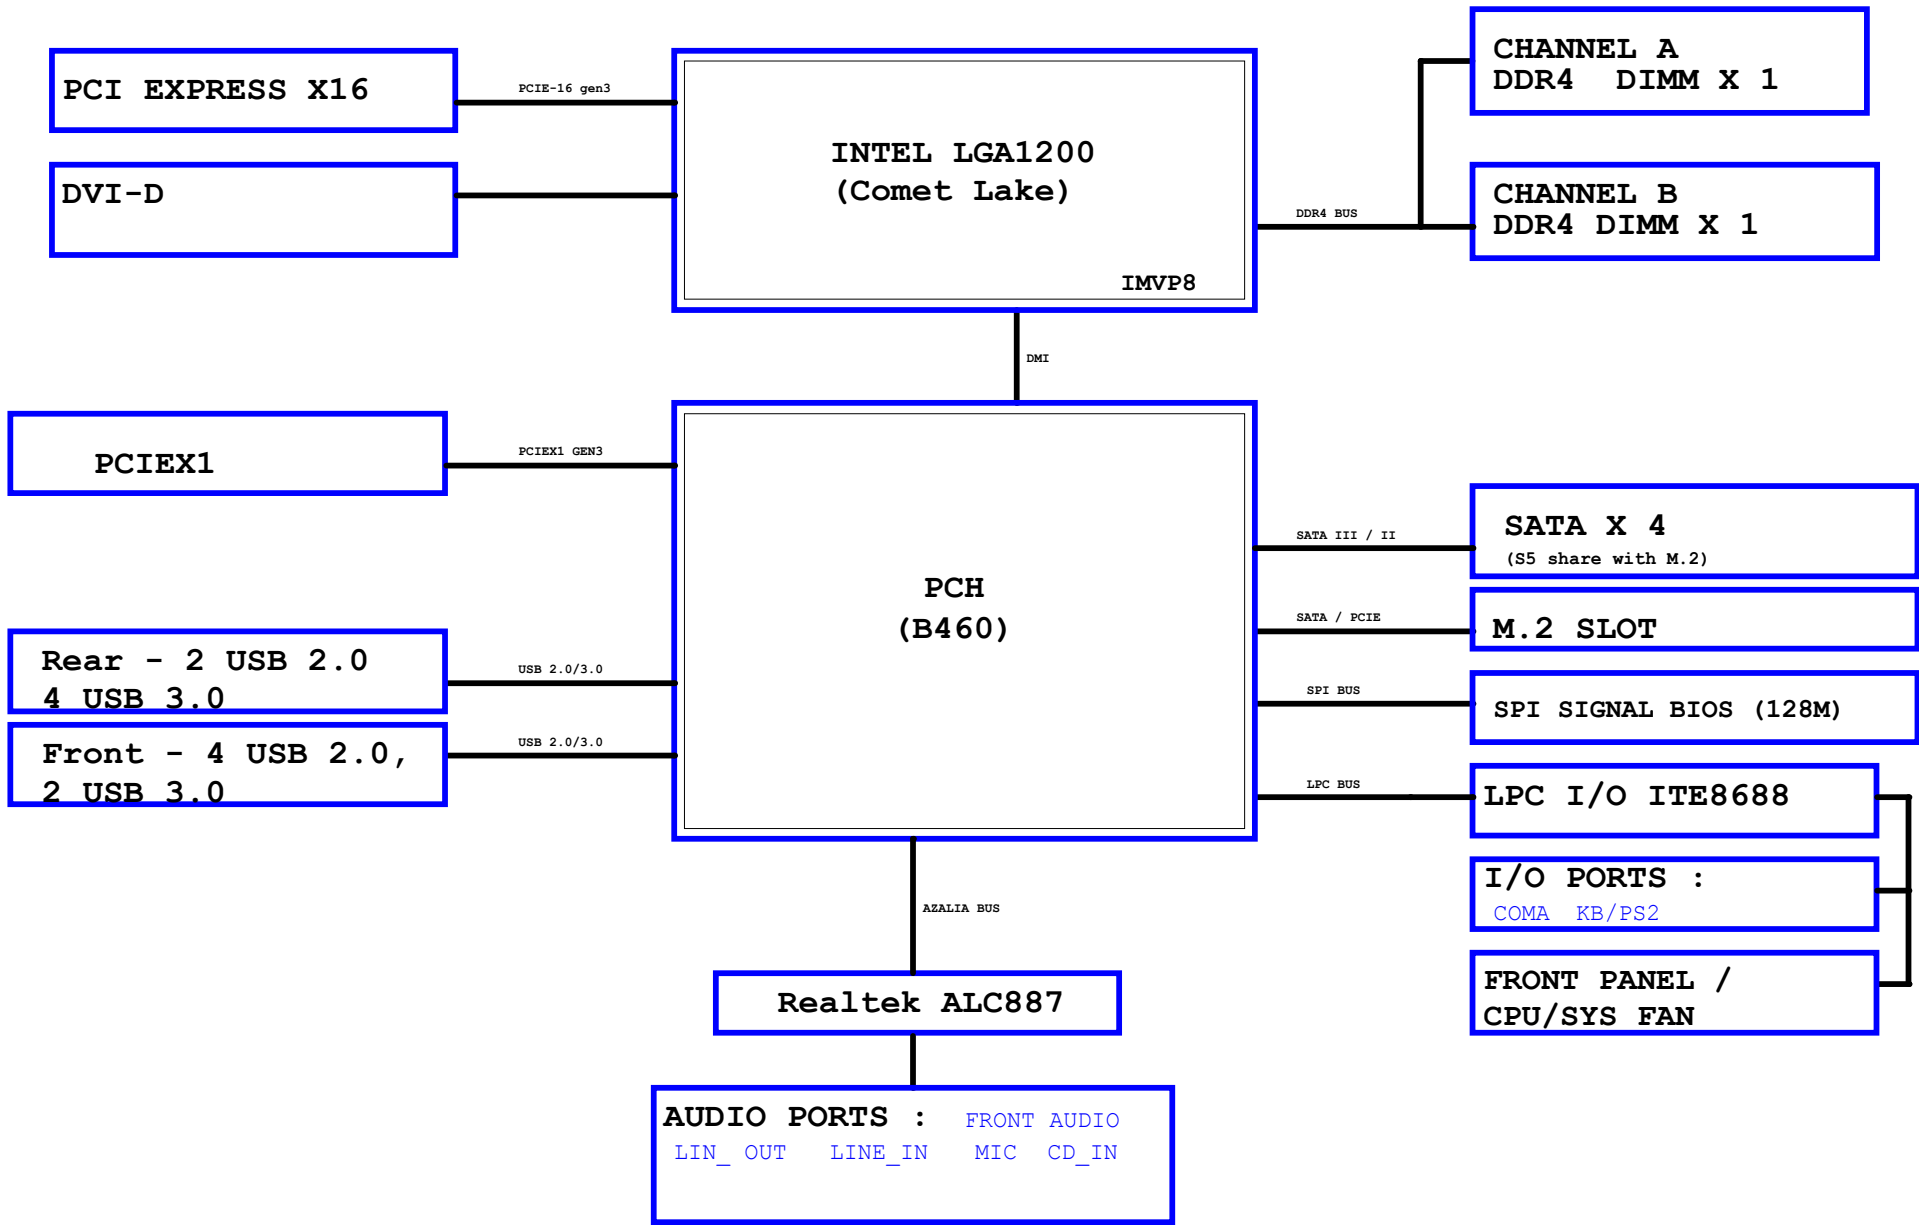 PCI EXPRESS X16
PCIE-16 gen3
DVI-D
INTEL LGA1200
(Comet Lake)
IMVP8
DDR4 BUS
CHANNEL A
DDR4 DIMM X 1
CHANNEL B
DDR4 DIMM X 1
DMI
PCIEX1
PCIEX1 GEN3
Rear - 2 USB 2.0
4 USB 3.0
USB 2.0/3.0
Front - 4 USB 2.0,
2 USB 3.0
USB 2.0/3.0
PCH
(B460)
SATA III / II
SATA X 4
(S5 share with M.2)
SATA / PCIE
M.2 SLOT
SPI BUS
SPI SIGNAL BIOS (128M)
LPC BUS
LPC I/O ITE8688
I/O PORTS :
COMA KB/PS2
FRONT PANEL /
CPU/SYS FAN
AZALIA BUS
Realtek ALC887
AUDIO PORTS : FRONT AUDIO
LIN_ OUT LINE_IN MIC CD_IN